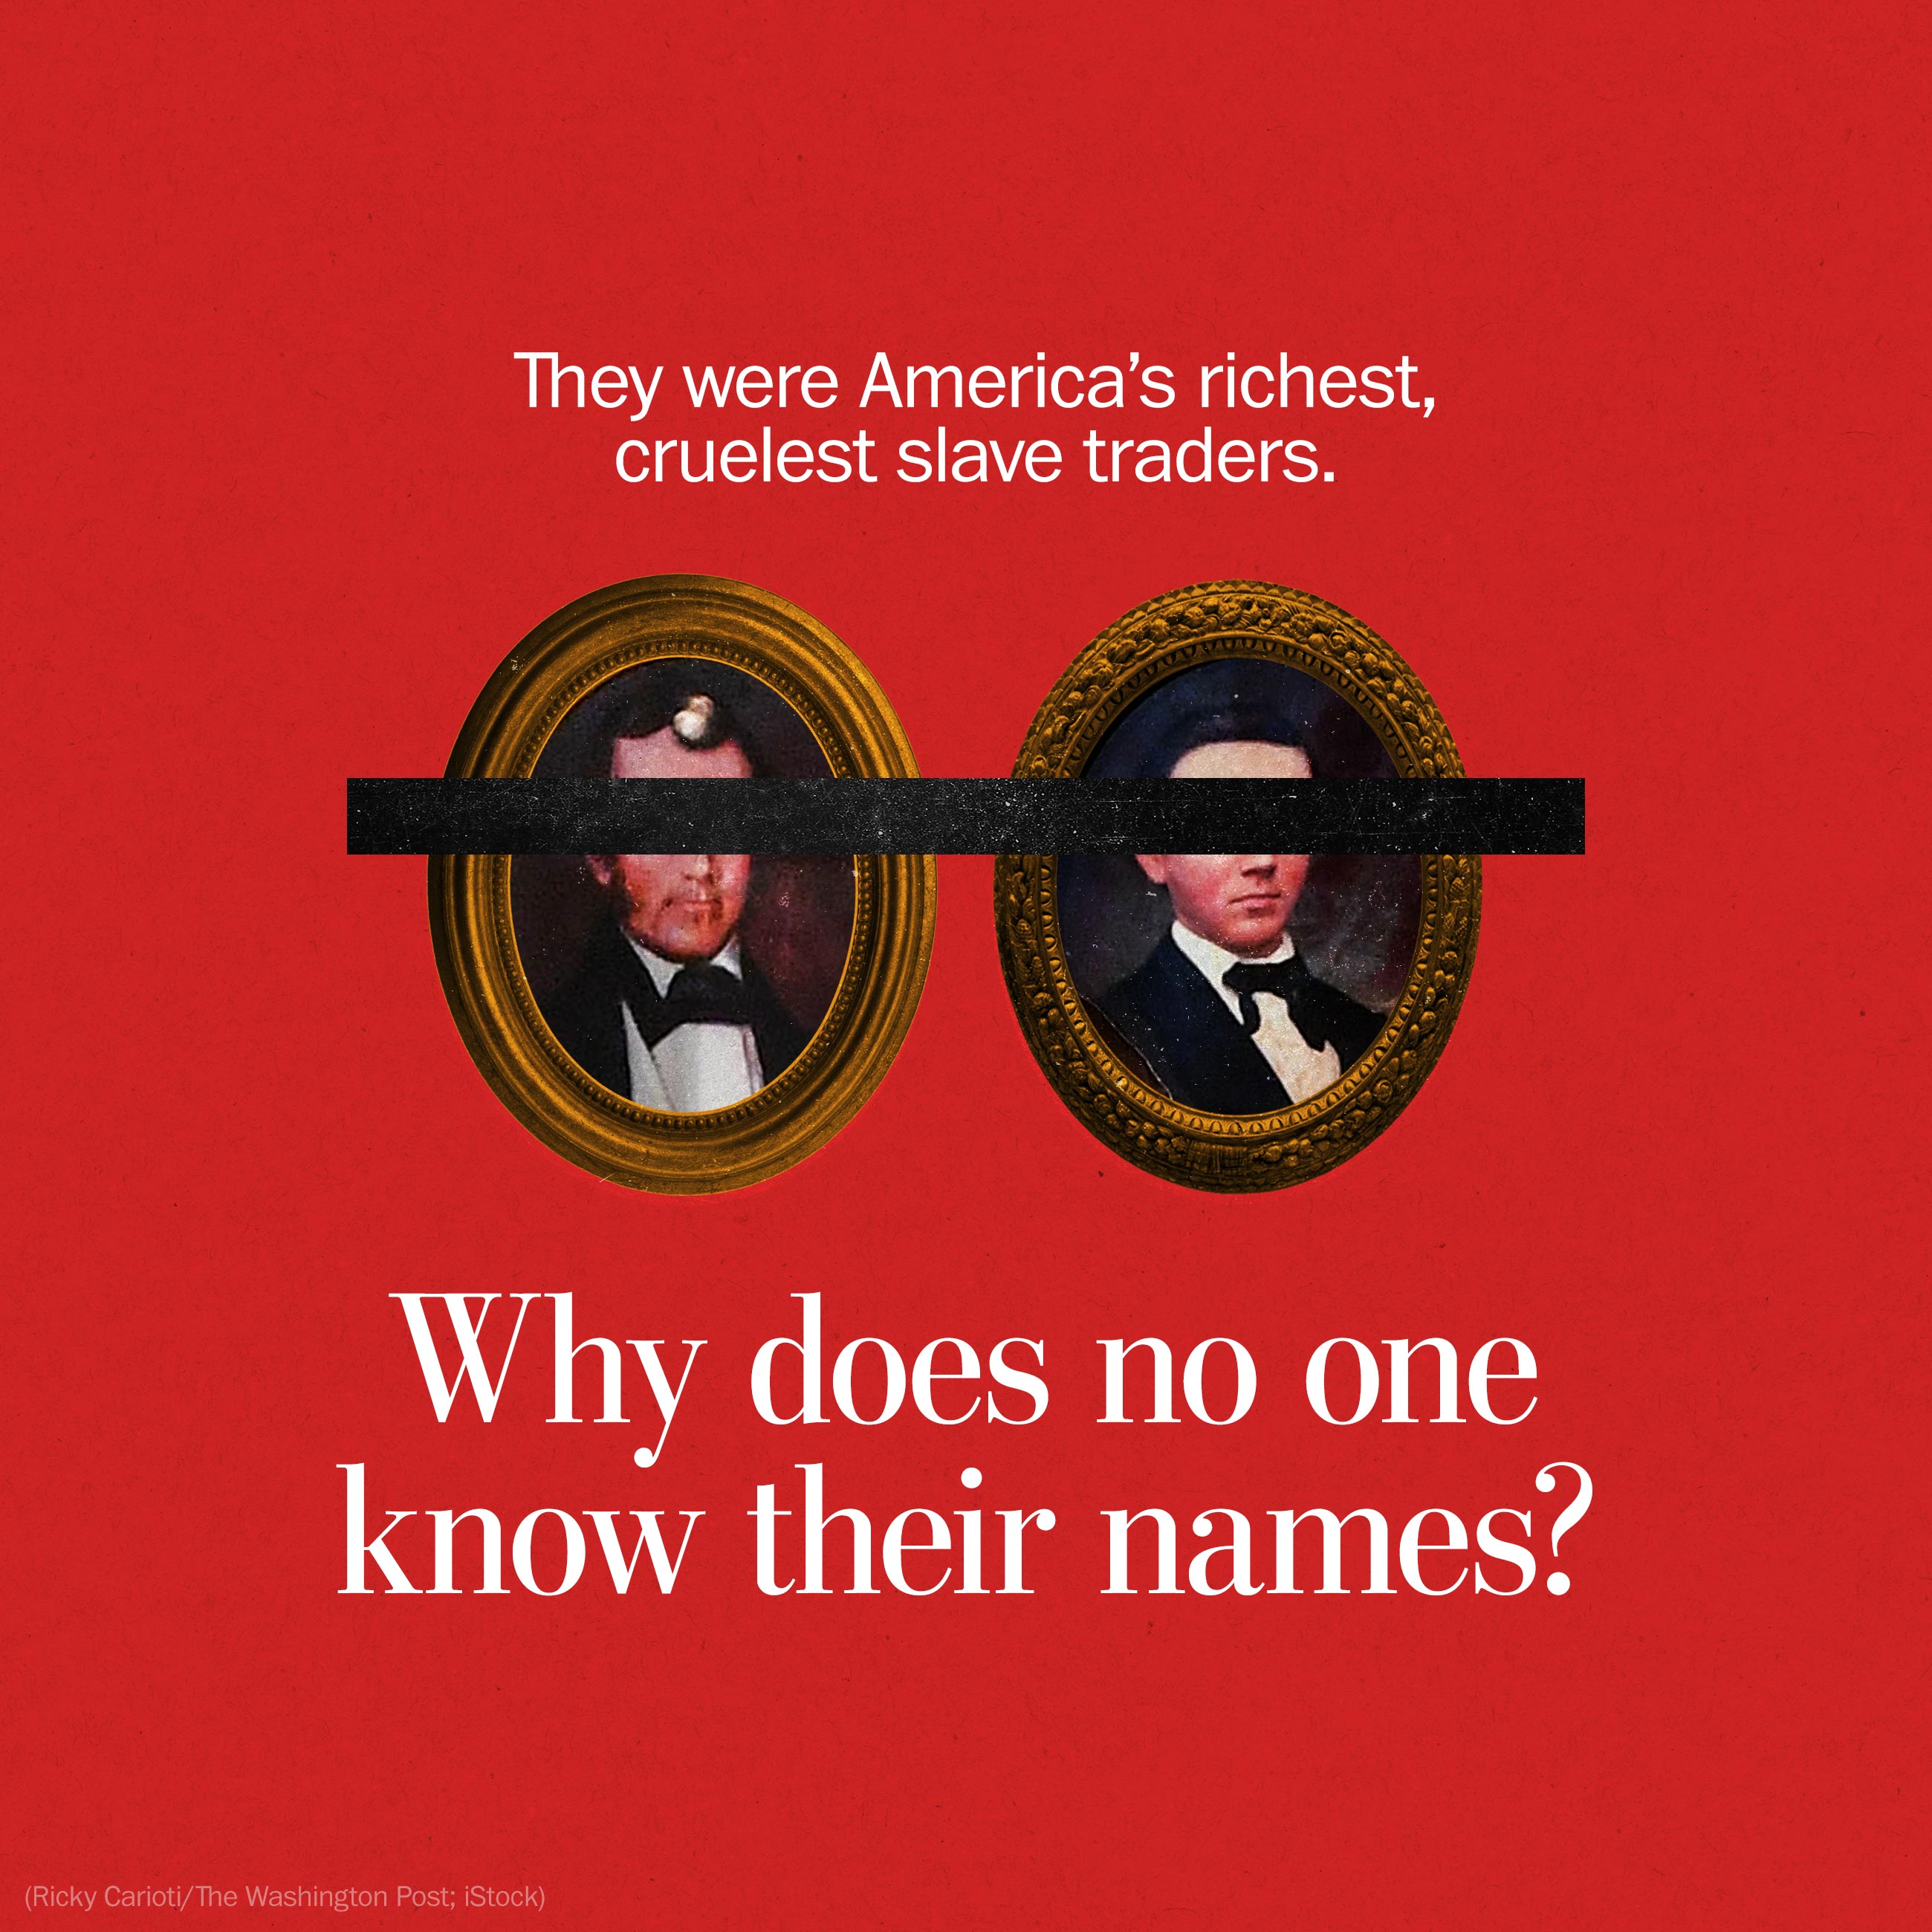 They were America’s richest,
cruelest slave traders.
Why does no one
know their names?
(Ricky Carioti/The Washington Post; iStock)